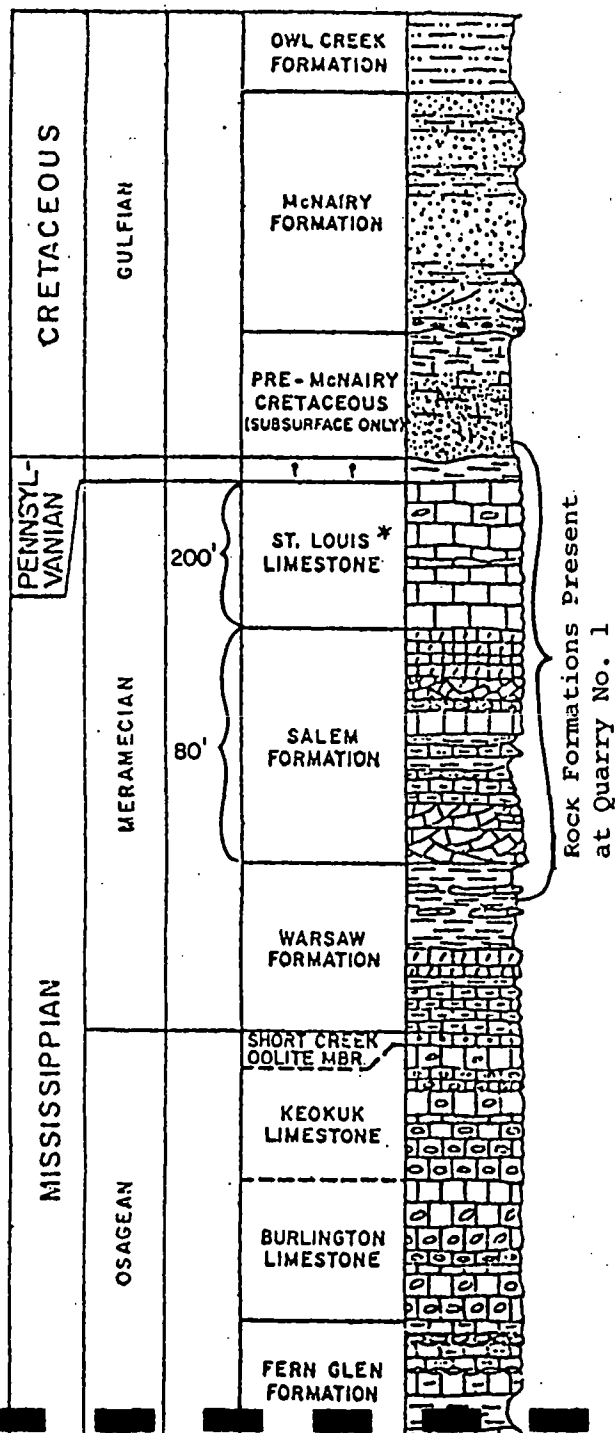 CRETACEOUS
GULFIAN
OWL CREEK
FORMATION
McNAIRY
FORMATION
PRE-McNAIRY
CRETACEOUS
(SUBSURFACE ONLY)
PENNSYL-
VANIAN
? ?
MISSISSIPPIAN
MERAMECIAN
200'
ST. LOUIS *
LIMESTONE
80'
SALEM
FORMATION
WARSAW
FORMATION
Rock Formations Present
at Quarry No. 1
OSAGEAN
SHORT CREEK
OOLITE MBR.
KEOKUK
LIMESTONE
BURLINGTON
LIMESTONE
FERN GLEN
FORMATION